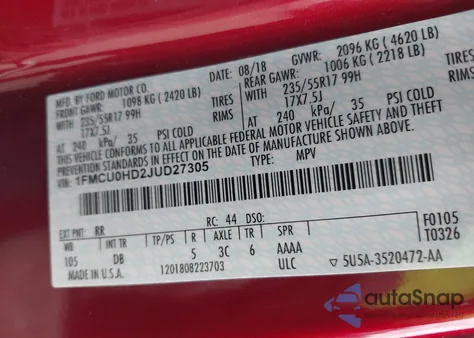 MFD. BY FORD MOTOR CO.
DATE: 08/18 GVWR: 2096 KG (4620 LB)
FRONT GAWR: 1098 KG (2420 LB) REAR GAWR: 1006 KG (2218 LB)
WITH 235/55R17 99H TIRES WITH 235/55R17 99H TIRES
17X7.5J RIMS 17X7.5J RIMS
AT 240 kPa/ 35 PSI COLD AT 240 kPa/ 35 PSI COLD
THIS VEHICLE CONFORMS TO ALL APPLICABLE FEDERAL MOTOR VEHICLE SAFETY AND THEFT
PREVENTION STANDARDS IN EFFECT ON THE DATE OF MANUFACTURE SHOWN ABOVE.
VIN: 1FMCU0HD2JUD27305
TYPE: MPV
EXT PNT: RR RC: 44 DSO: F0105
WB INT TR TP/PS R AXLE TR SPR T0326
105 DB 5 3C 6 AAAA
MADE IN U.S.A. 1201808223703 ULC ▽ 5U5A-3520472-AA
autoSnap